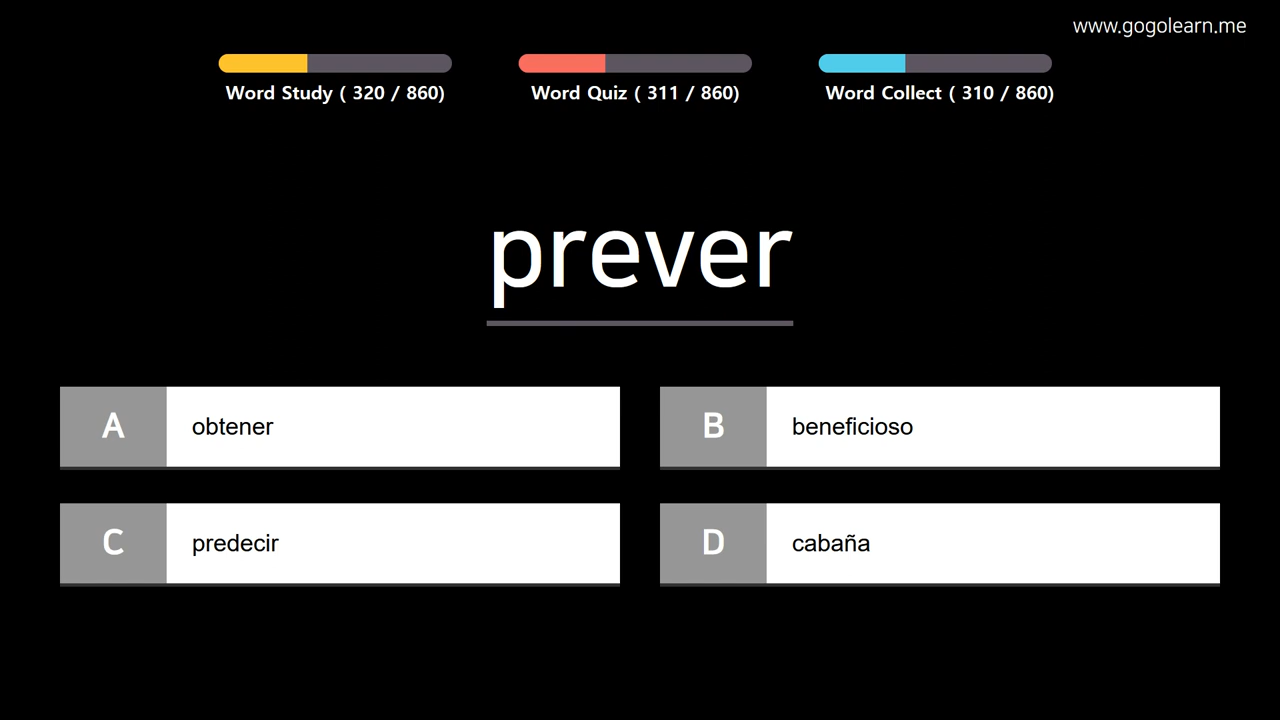 www.gogolearn.me
Word Study ( 320 / 860)
Word Quiz ( 311 / 860)
Word Collect ( 310 / 860)
prever
A obtener
B beneficioso
C predecir
D cabaña